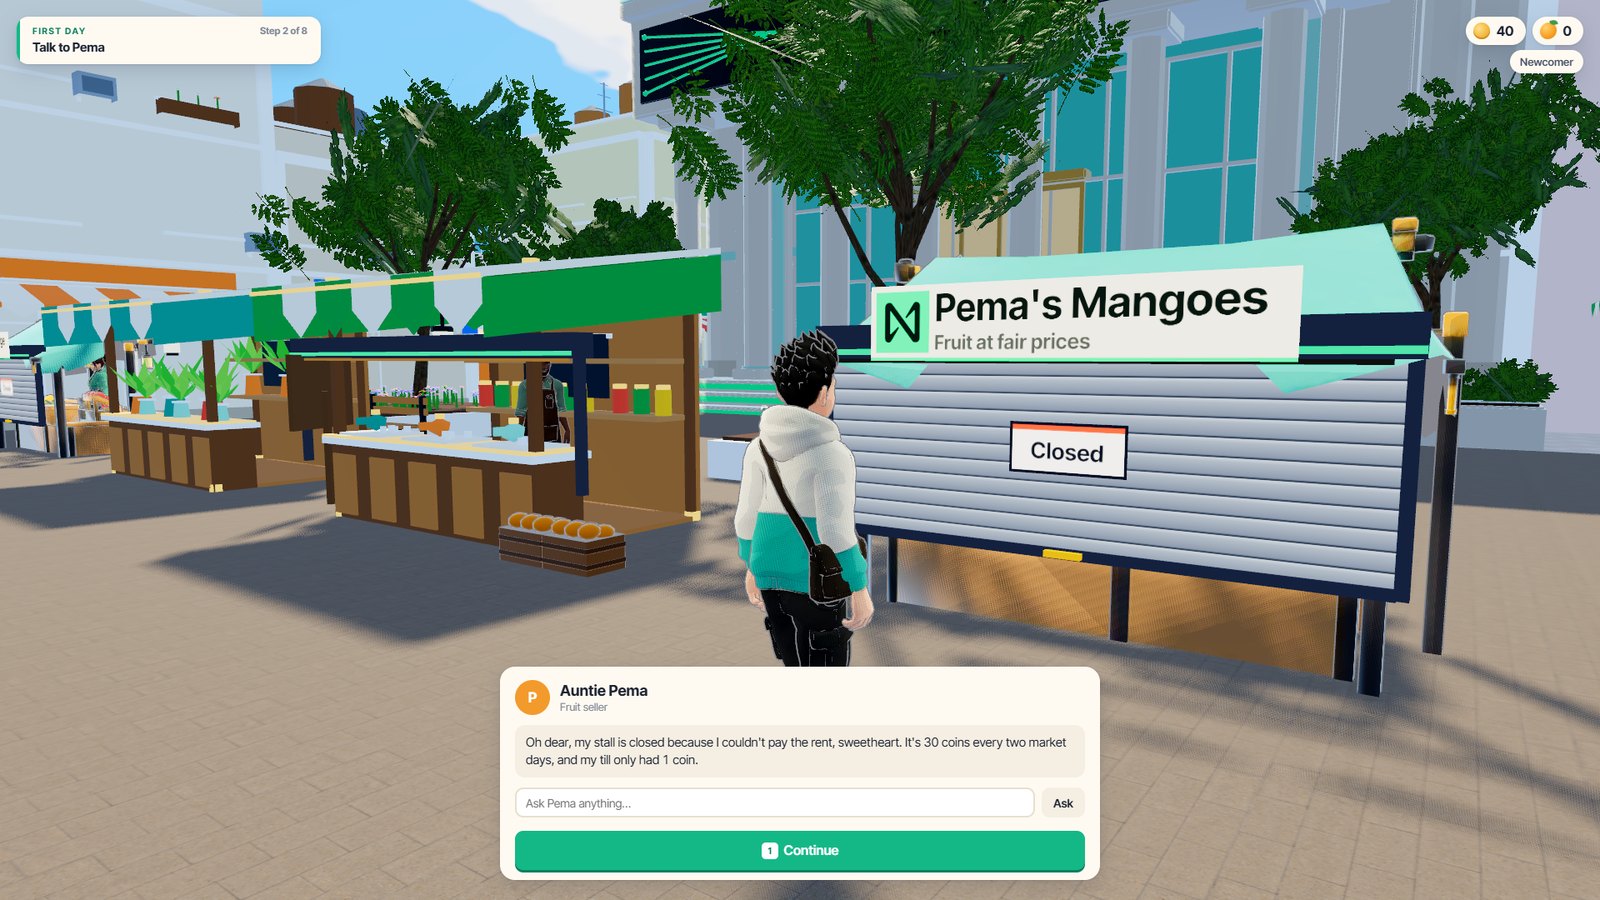 FIRST DAY
Step 2 of 8
Talk to Pema
40
0
Newcomer
Pema's Mangoes
Fruit at fair prices
Closed
P
Auntie Pema
Fruit seller
Oh dear, my stall is closed because I couldn't pay the rent, sweetheart. It's 30 coins every two market
days, and my till only had 1 coin.
Ask Pema anything...
Ask
1 Continue